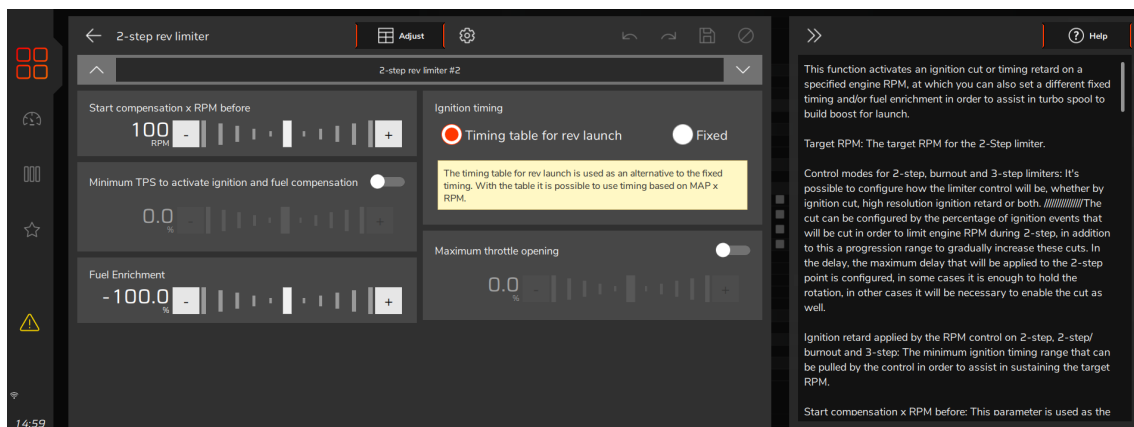 2-step rev limiter
Adjust
2-step rev limiter #2
Start compensation x RPM before
100
RPM
-
+
Minimum TPS to activate ignition and fuel compensation
0.0
%
-
+
Fuel Enrichment
-100.0
%
-
+
Ignition timing
Timing table for rev launch
Fixed
The timing table for rev launch is used as an alternative to the fixed
timing. With the table it is possible to use timing based on MAP x
RPM.
Maximum throttle opening
0.0
%
-
+
? Help
This function activates an ignition cut or timing retard on a
specified engine RPM, at which you can also set a different fixed
timing and/or fuel enrichment in order to assist in turbo spool to
build boost for launch.
Target RPM: The target RPM for the 2-Step limiter.
Control modes for 2-step, burnout and 3-step limiters: It's
possible to configure how the limiter control will be, whether by
ignition cut, high resolution ignition retard or both. ///////////////The
cut can be configured by the percentage of ignition events that
will be cut in order to limit engine RPM during 2-step, in addition
to this a progression range to gradually increase these cuts. In
the delay, the maximum delay that will be applied to the 2-step
point is configured, in some cases it is enough to hold the
rotation, in other cases it will be necessary to enable the cut as
well.
Ignition retard applied by the RPM control on 2-step, 2-step/
burnout and 3-step: The minimum ignition timing range that can
be pulled by the control in order to assist in sustaining the target
RPM.
Start compensation x RPM before: This parameter is used as the
14:59